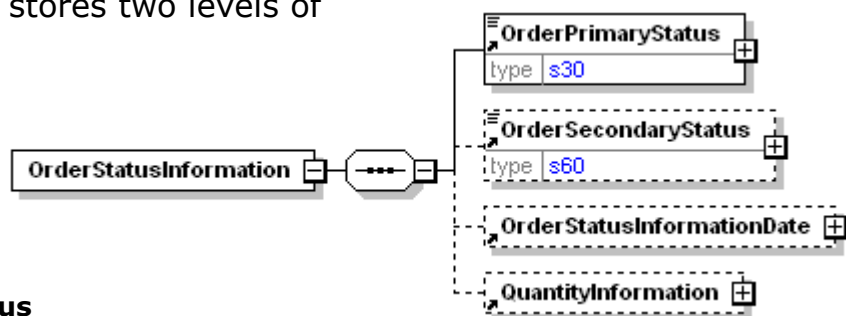 stores two levels of
OrderPrimaryStatus
type s30
OrderSecondaryStatus
type s60
OrderStatusInformation
OrderStatusInformationDate
QuantityInformation
us